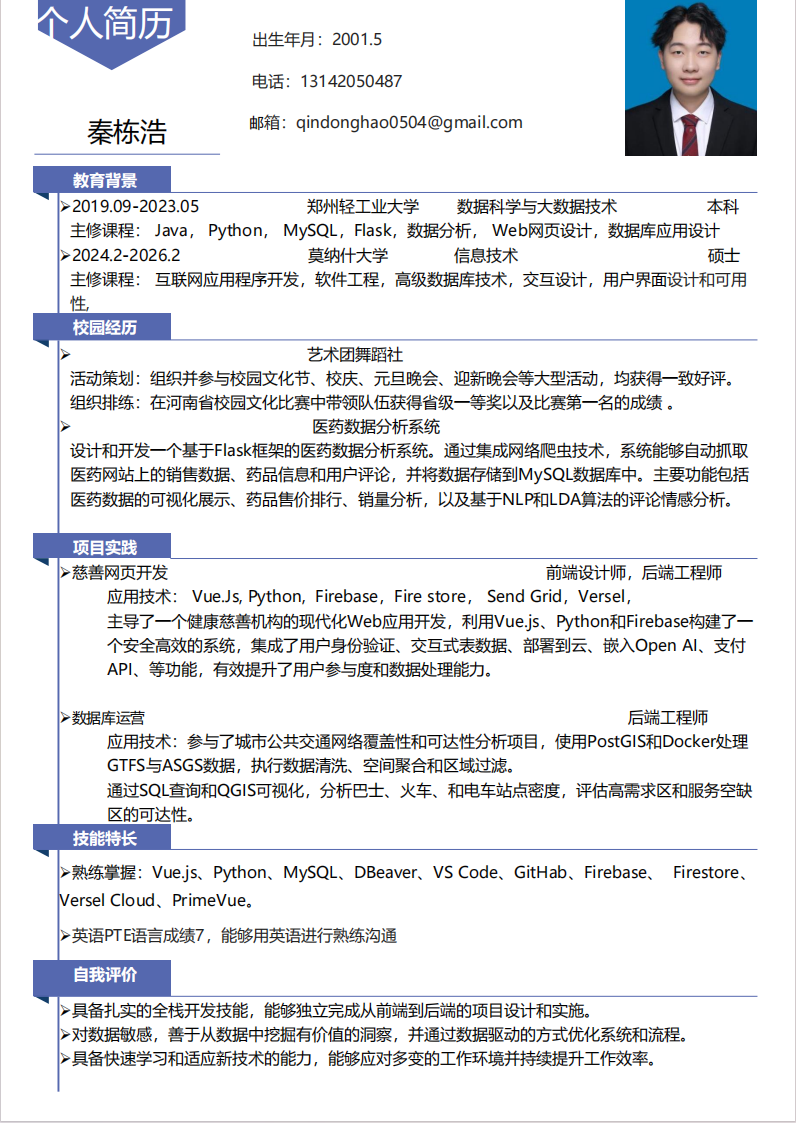 个人简历
出生年月：2001.5
电话：13142050487
邮箱：qindonghao0504@gmail.com
秦栋浩
教育背景
➢2019.09-2023.05 郑州轻工业大学 数据科学与大数据技术 本科
主修课程： Java， Python， MySQL，Flask，数据分析， Web网页设计，数据库应用设计
➢2024.2-2026.2 莫纳什大学 信息技术 硕士
主修课程： 互联网应用程序开发，软件工程，高级数据库技术，交互设计，用户界面设计和可用
性,
校园经历
➢ 艺术团舞蹈社
活动策划：组织并参与校园文化节、校庆、元旦晚会、迎新晚会等大型活动，均获得一致好评。
组织排练：在河南省校园文化比赛中带领队伍获得省级一等奖以及比赛第一名的成绩 。
➢ 医药数据分析系统
设计和开发一个基于Flask框架的医药数据分析系统。通过集成网络爬虫技术，系统能够自动抓取
医药网站上的销售数据、药品信息和用户评论，并将数据存储到MySQL数据库中。主要功能包括
医药数据的可视化展示、药品售价排行、销量分析，以及基于NLP和LDA算法的评论情感分析。
项目实践
➢慈善网页开发 前端设计师，后端工程师
应用技术： Vue.Js, Python，Firebase，Fire store， Send Grid，Versel，
主导了一个健康慈善机构的现代化Web应用开发，利用Vue.js、Python和Firebase构建了一
个安全高效的系统，集成了用户身份验证、交互式表数据、部署到云、嵌入Open AI、支付
API、等功能，有效提升了用户参与度和数据处理能力。
➢数据库运营 后端工程师
应用技术：参与了城市公共交通网络覆盖性和可达性分析项目，使用PostGIS和Docker处理
GTFS与ASGS数据，执行数据清洗、空间聚合和区域过滤。
通过SQL查询和QGIS可视化，分析巴士、火车、和电车站点密度，评估高需求区和服务空缺
区的可达性。
技能特长
➢熟练掌握：Vue.js、Python、MySQL、DBeaver、VS Code、GitHab、Firebase、 Firestore、
Versel Cloud、PrimeVue。
➢英语PTE语言成绩7，能够用英语进行熟练沟通
自我评价
➢具备扎实的全栈开发技能，能够独立完成从前端到后端的项目设计和实施。
➢对数据敏感，善于从数据中挖掘有价值的洞察，并通过数据驱动的方式优化系统和流程。
➢具备快速学习和适应新技术的能力，能够应对多变的工作环境并持续提升工作效率。